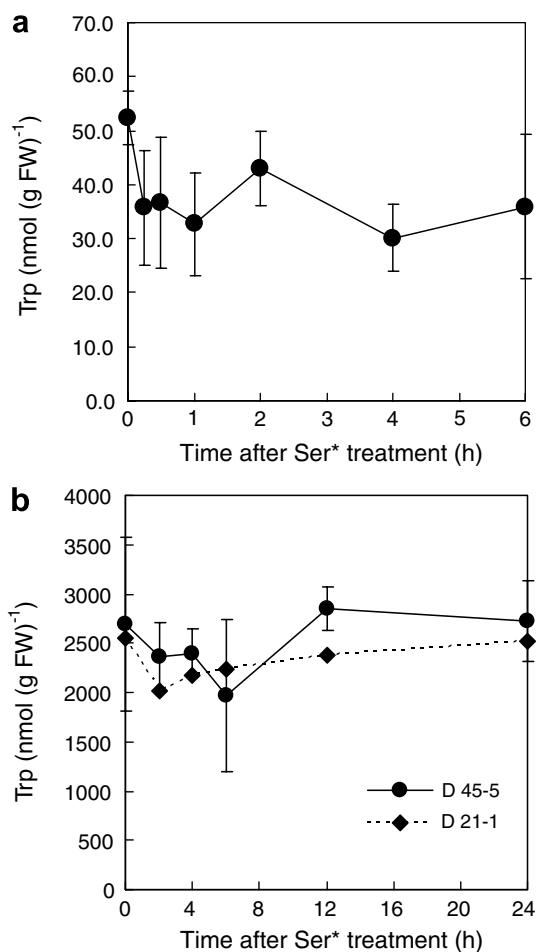 a
70.0
60.0
50.0
40.0
30.0
20.0
10.0
0.0
Trp (nmol (g FW)-1)
0 1 2 3 4 5 6
Time after Ser* treatment (h)
b
4000
3500
3000
2500
2000
1500
1000
500
0
Trp (nmol (g FW)-1)
D 45-5
D 21-1
0 4 8 12 16 20 24
Time after Ser* treatment (h)